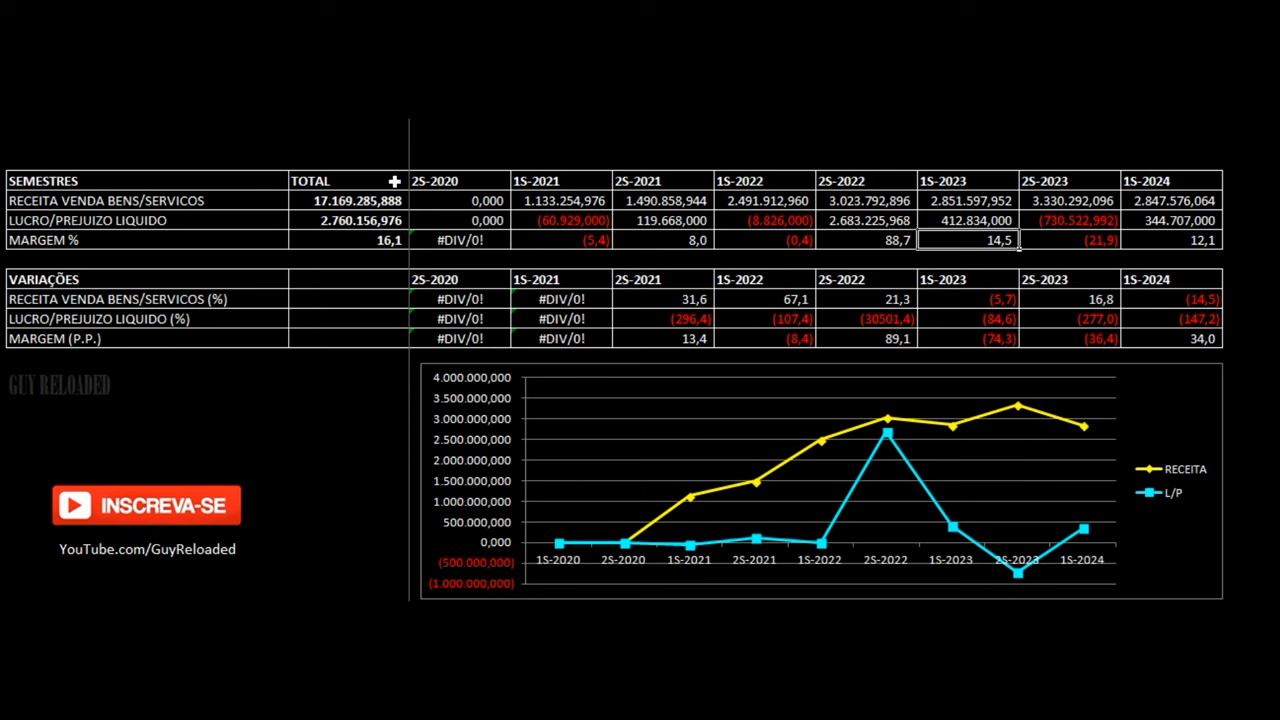 SEMESTRES TOTAL 2S-2020 1S-2021 2S-2021 1S-2022 2S-2022 1S-2023 2S-2023 1S-2024
RECEITA VENDA BENS/SERVICOS 17.169.285,888 0,000 1.133.254,976 1.490.858,944 2.491.912,960 3.023.792,896 2.851.597,952 3.330.292,096 2.847.576,064
LUCRO/PREJUIZO LIQUIDO 2.760.156,976 0,000 (60.929,000) 119.668,000 (8.826,000) 2.683.225,968 412.834,000 (730.522,992) 344.707,000
MARGEM % 16,1 #DIV/0! (5,4) 8,0 (0,4) 88,7 14,5 (21,9) 12,1
VARIAÇÕES 2S-2020 1S-2021 2S-2021 1S-2022 2S-2022 1S-2023 2S-2023 1S-2024
RECEITA VENDA BENS/SERVICOS (%) #DIV/0! #DIV/0! 31,6 67,1 21,3 (5,7) 16,8 (14,5)
LUCRO/PREJUIZO LIQUIDO (%) #DIV/0! #DIV/0! (296,4) (107,4) (30501,4) (84,6) (277,0) (147,2)
MARGEM (P.P.) #DIV/0! #DIV/0! 13,4 (8,4) 89,1 (74,3) (36,4) 34,0
GUY RELOADED
INSCREVA-SE
YouTube.com/GuyReloaded
4.000.000,000
3.500.000,000
3.000.000,000
2.500.000,000
2.000.000,000
1.500.000,000
1.000.000,000
500.000,000
0,000
(500.000,000)
(1.000.000,000)
1S-2020 2S-2020 1S-2021 2S-2021 1S-2022 2S-2022 1S-2023 2S-2023 1S-2024
RECEITA
L/P